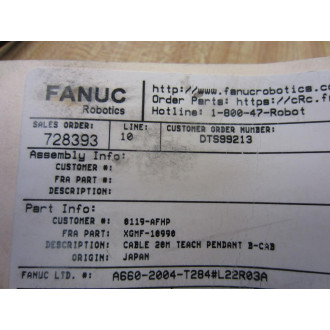 FANUC
Robotics
http://www.fanucrobotics.co
Order Parts: https://cRc.f
Hotline: 1-800-47-Robot
SALES ORDER: LINE: CUSTOMER ORDER NUMBER:
728393 10 DTS99213
Assembly Info:
CUSTOMER #:
FRA PART #:
DESCRIPTION:
Part Info:
CUSTOMER #: 0119-AFHP
FRA PART: XGMF-10990
DESCRIPTION: CABLE 20M TEACH PENDANT B-CAB
ORIGIN: JAPAN
FANUC LTD. #: A660-2004-T284#L22R03A